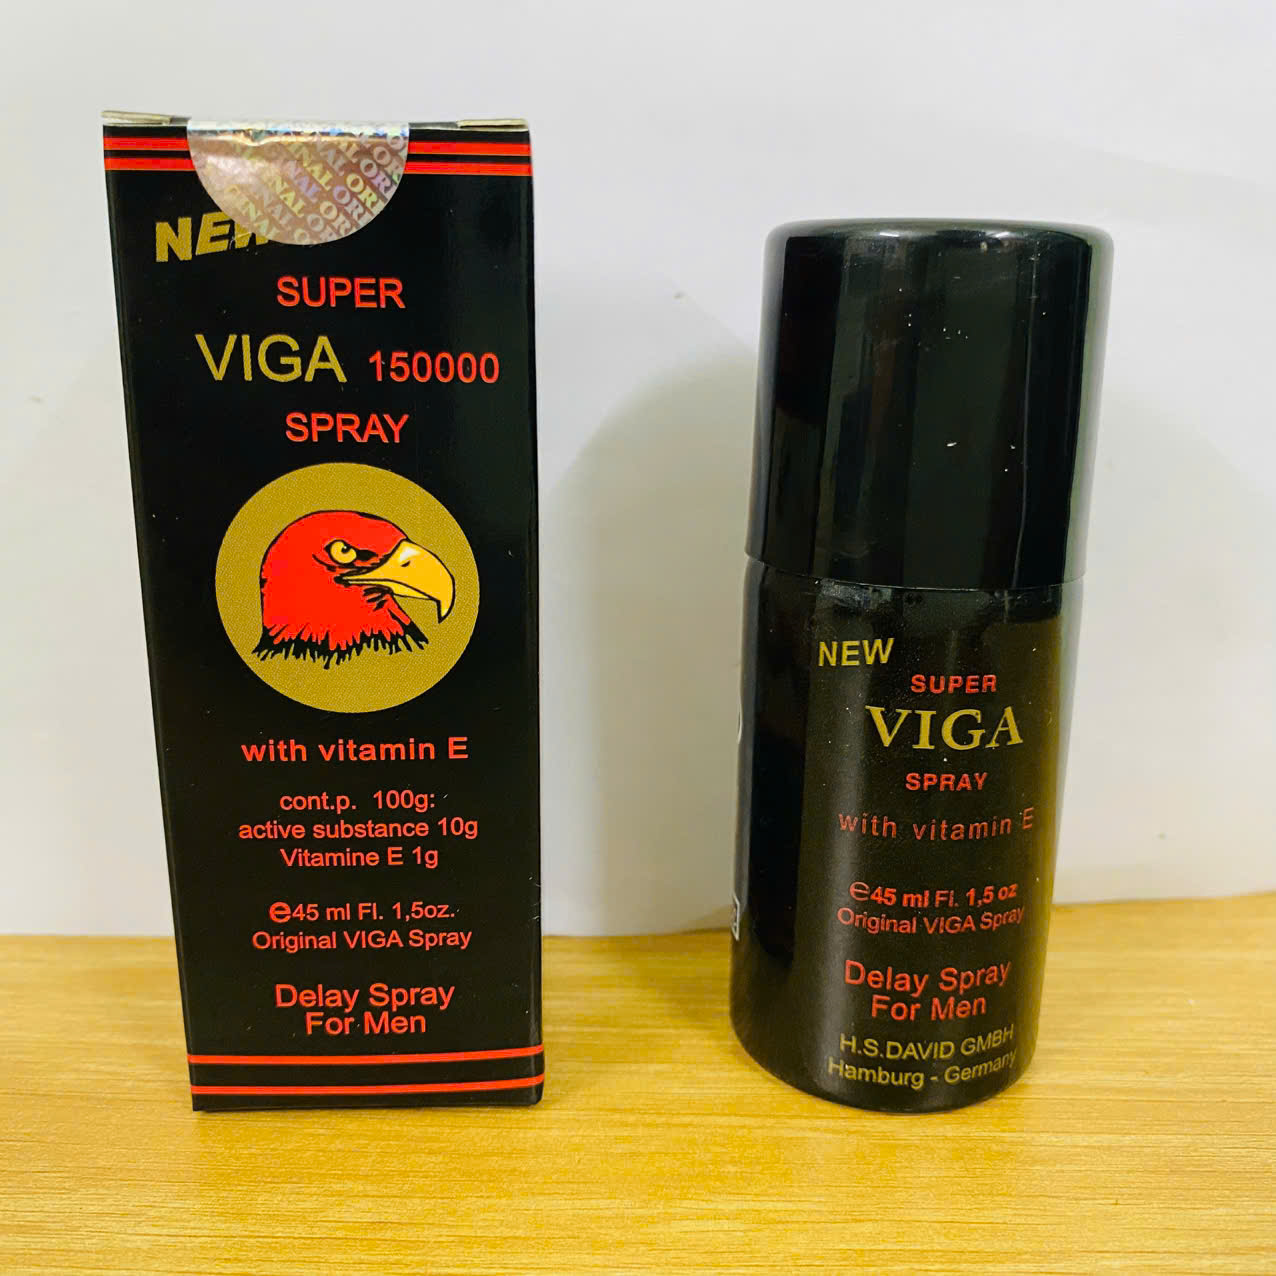 NEW
SUPER
VIGA 150000
SPRAY
with vitamin E
cont.p. 100g:
active substance 10g
Vitamine E 1g
℮45 ml Fl. 1,5oz.
Original VIGA Spray
Delay Spray
For Men
NEW
SUPER
VIGA
SPRAY
with vitamin E
℮45 ml Fl. 1,5 oz
Original VIGA Spray
Delay Spray
For Men
H.S.DAVID GMBH
Hamburg - Germany